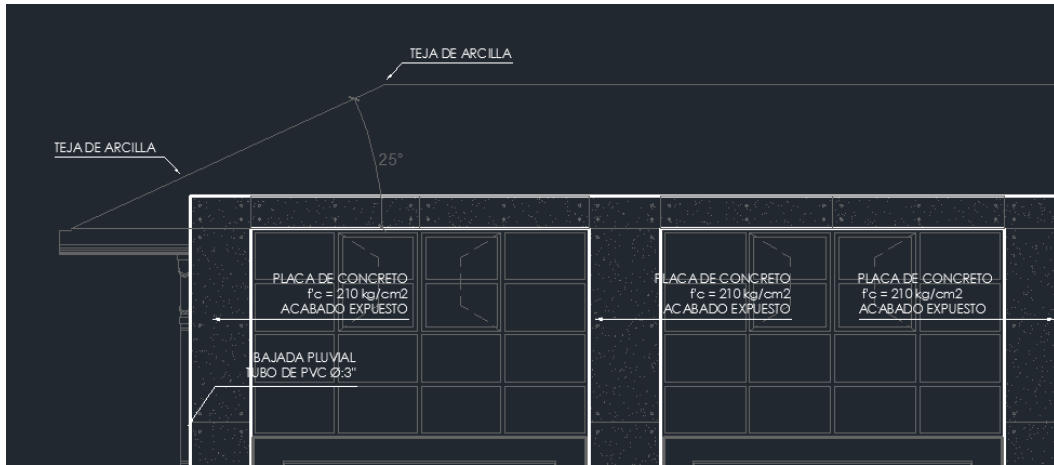 TEJA DE ARCILLA
TEJA DE ARCILLA
25°
PLACA DE CONCRETO
f'c = 210 kg/cm2
ACABADO EXPUESTO
PLACA DE CONCRETO
f'c = 210 kg/cm2
ACABADO EXPUESTO
PLACA DE CONCRETO
f'c = 210 kg/cm2
ACABADO EXPUESTO
BAJADA PLUVIAL
TUBO DE PVC Ø:3"